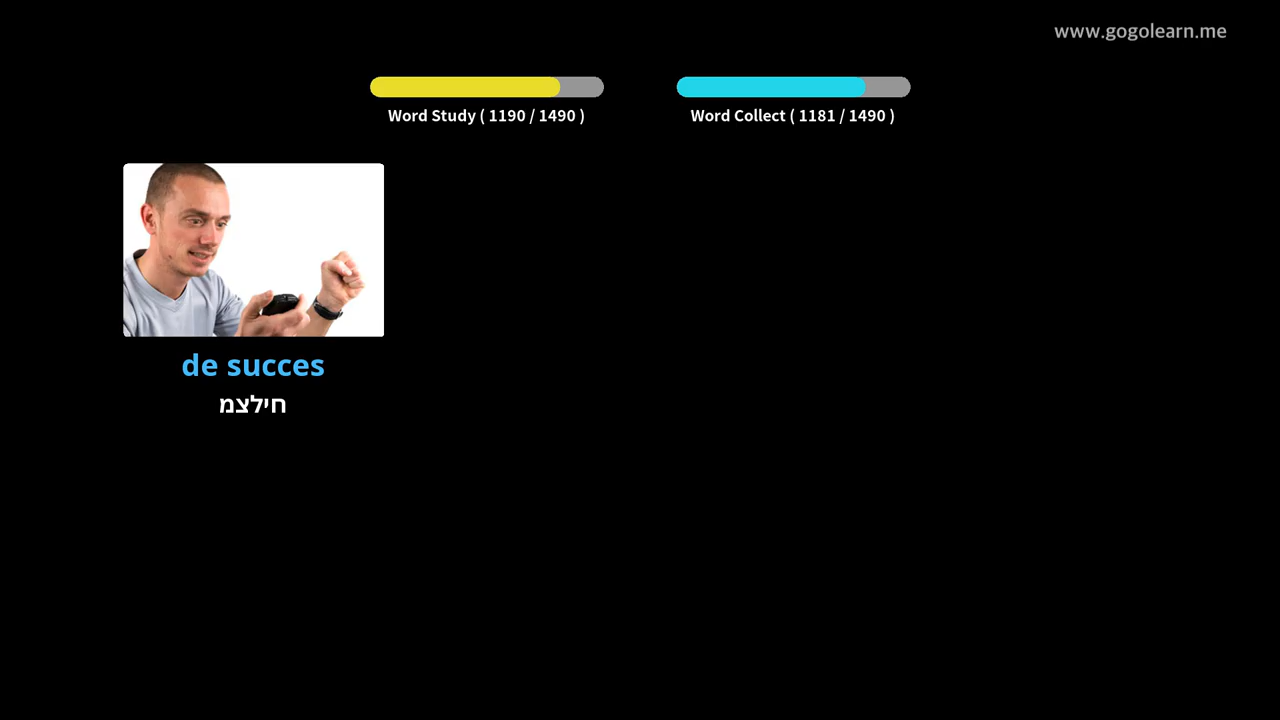 www.gogolearn.me
Word Study ( 1190 / 1490 )
Word Collect ( 1181 / 1490 )
de succes
חילצמ